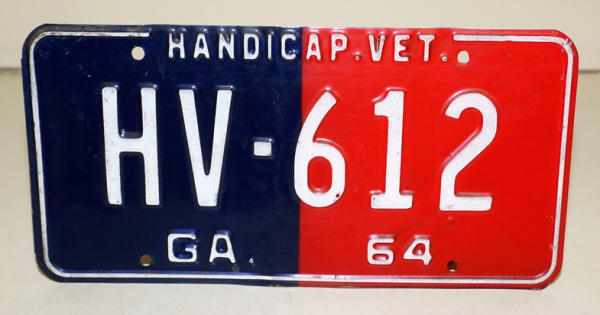 HANDICAP. VET.
HV-612
GA. 64